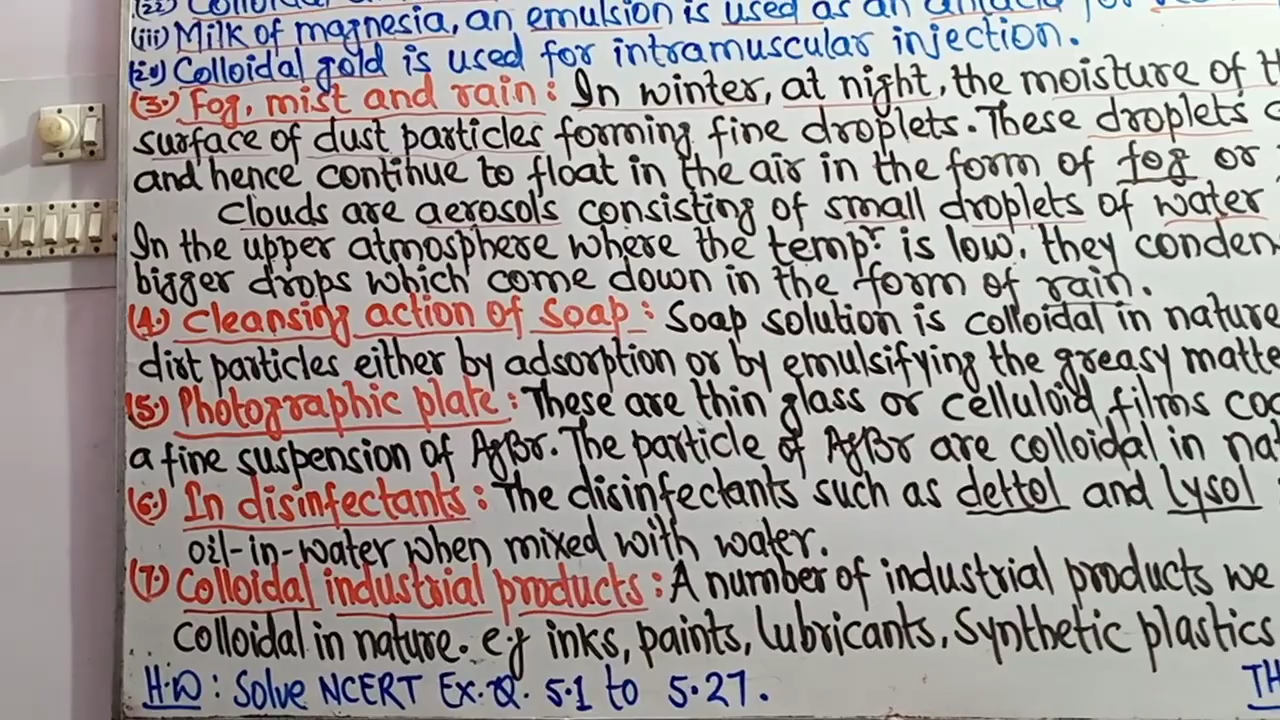 (iii) Milk of magnesia, an emulsion is used as an antacid for
(iv) Colloidal gold is used for intramuscular injection.
(3.) Fog, mist and rain: In winter, at night, the moisture of
surface of dust particles forming fine droplets. These droplets
and hence continue to float in the air in the form of fog or
clouds are aerosols consisting of small droplets of water
In the upper atmosphere where the tempr is low, they conden
bigger drops which come down in the form of rain.
(4.) Cleansing action of Soap: Soap solution is colloidal in nature
dirt particles either by adsorption or by emulsifying the greasy matte
(5.) Photographic plate: These are thin glass or celluloid films
a fine suspension of AgBr. The particle of AgBr are colloidal in na
(6.) In disinfectants: The disinfectants such as dettol and Lysol
oil-in-water when mixed with water.
(7.) Colloidal industrial products: A number of industrial products we
colloidal in nature. eg inks, paints, Lubricants, Synthetic plastics
H.W: Solve NCERT Ex.Q. 5.1 to 5.27.
TH